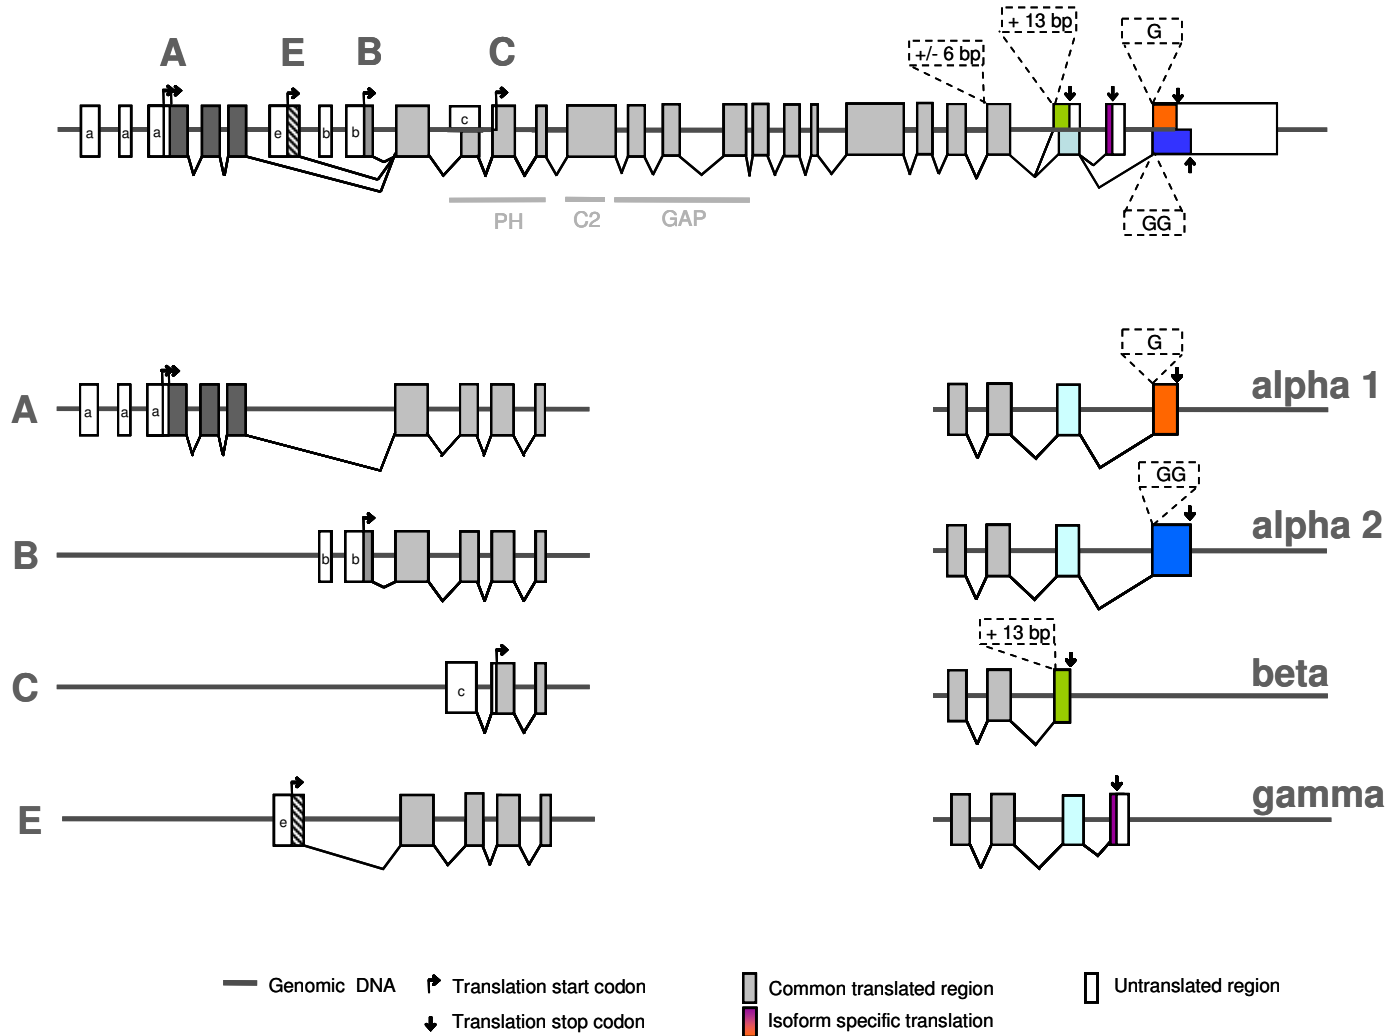 + 13 bp
G
A
E
B
C
+/- 6 bp
a
a
a
e
b
b
c
PH
C2
GAP
GG
G
alpha 1
A
a
a
a
GG
alpha 2
B
b
b
+ 13 bp
beta
C
c
gamma
E
e
Genomic DNA
Translation start codon
Common translated region
Untranslated region
Translation stop codon
Isoform specific translation